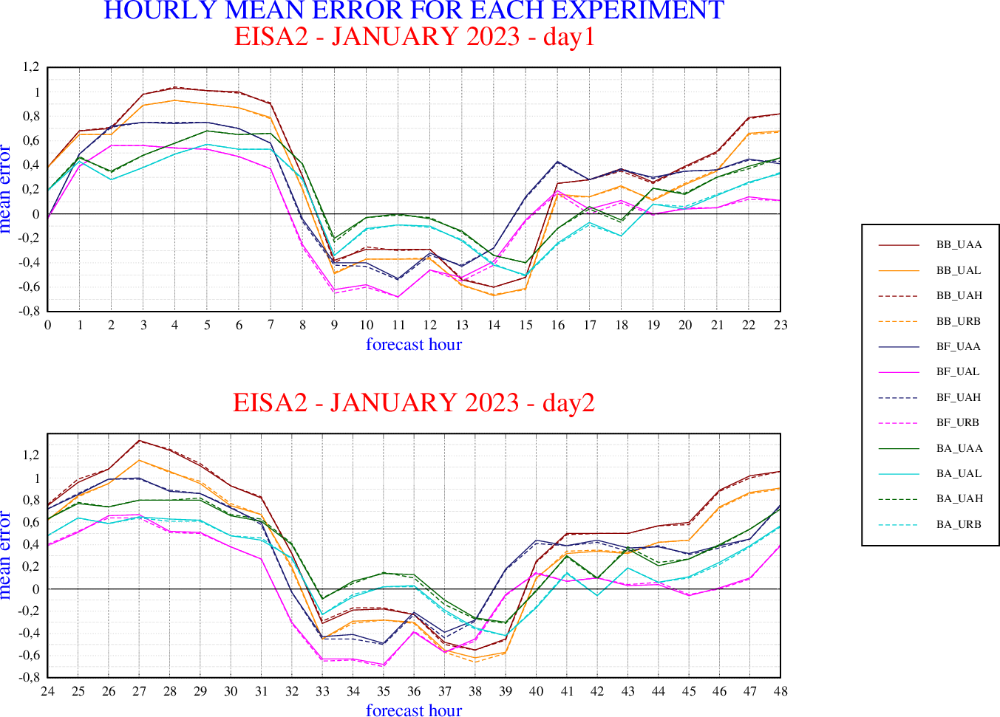 HOURLY MEAN ERROR FOR EACH EXPERIMENT
EISA2 - JANUARY 2023 - day1
mean error
1,2
1
0,8
0,6
0,4
0,2
0
-0,2
-0,4
-0,6
-0,8
0 1 2 3 4 5 6 7 8 9 10 11 12 13 14 15 16 17 18 19 20 21 22 23
forecast hour
EISA2 - JANUARY 2023 - day2
mean error
1,2
1
0,8
0,6
0,4
0,2
0
-0,2
-0,4
-0,6
-0,8
24 25 26 27 28 29 30 31 32 33 34 35 36 37 38 39 40 41 42 43 44 45 46 47 48
forecast hour
BB_UAA
BB_UAL
BB_UAH
BB_URB
BF_UAA
BF_UAL
BF_UAH
BF_URB
BA_UAA
BA_UAL
BA_UAH
BA_URB